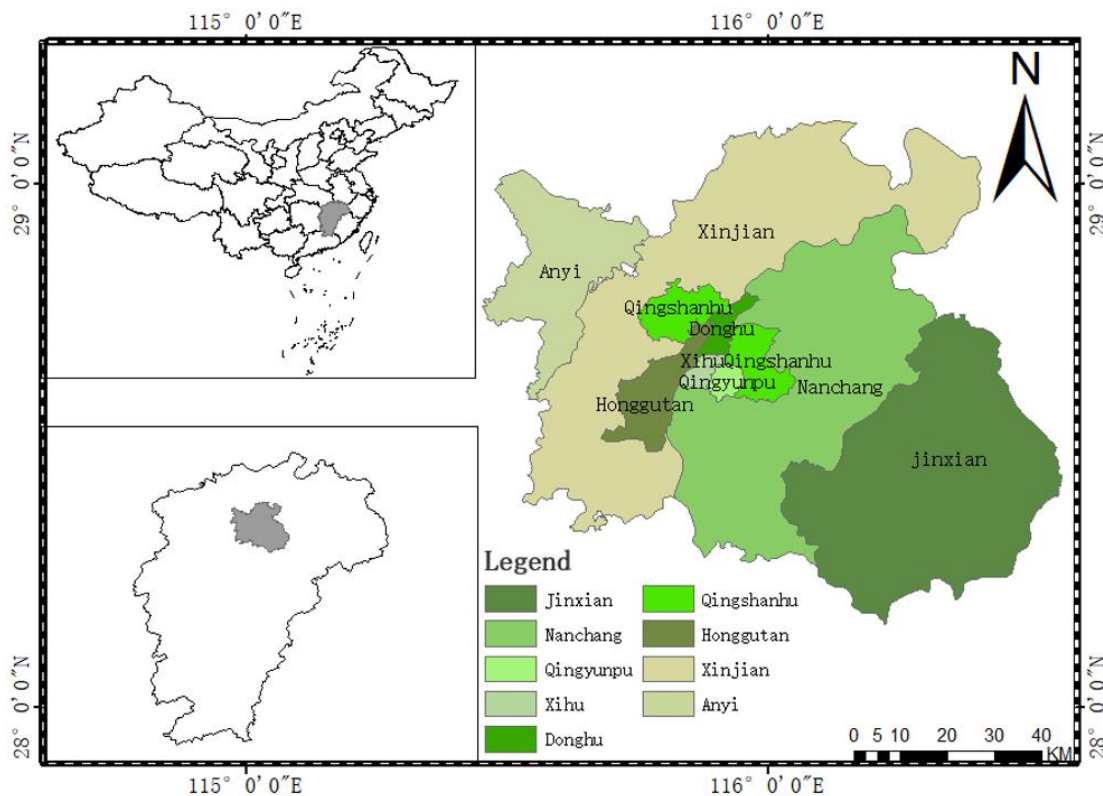 115° 0′0″E
116° 0′0″E
29° 0′0″N
29° 0′0″N
N
Xinjian
Anyi
Qingshanhu
Donghu
Xihu
Qingshanhu
Qingyunpu
Nanchang
Honggutan
jinxian
Legend
Jinxian
Qingshanhu
Nanchang
Honggutan
Qingyunpu
Xinjian
Xihu
Anyi
Donghu
28° 0′0″N
28° 0′0″N
0 5 10 20 30 40
KM
115° 0′0″E
116° 0′0″E